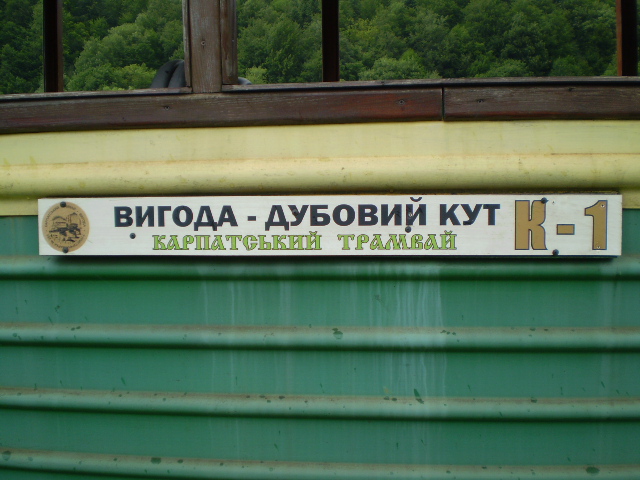 ВИГОДА - ДУБОВИЙ КУТ К-1
КАРПАТСЬКИЙ ТРАМВАЙ